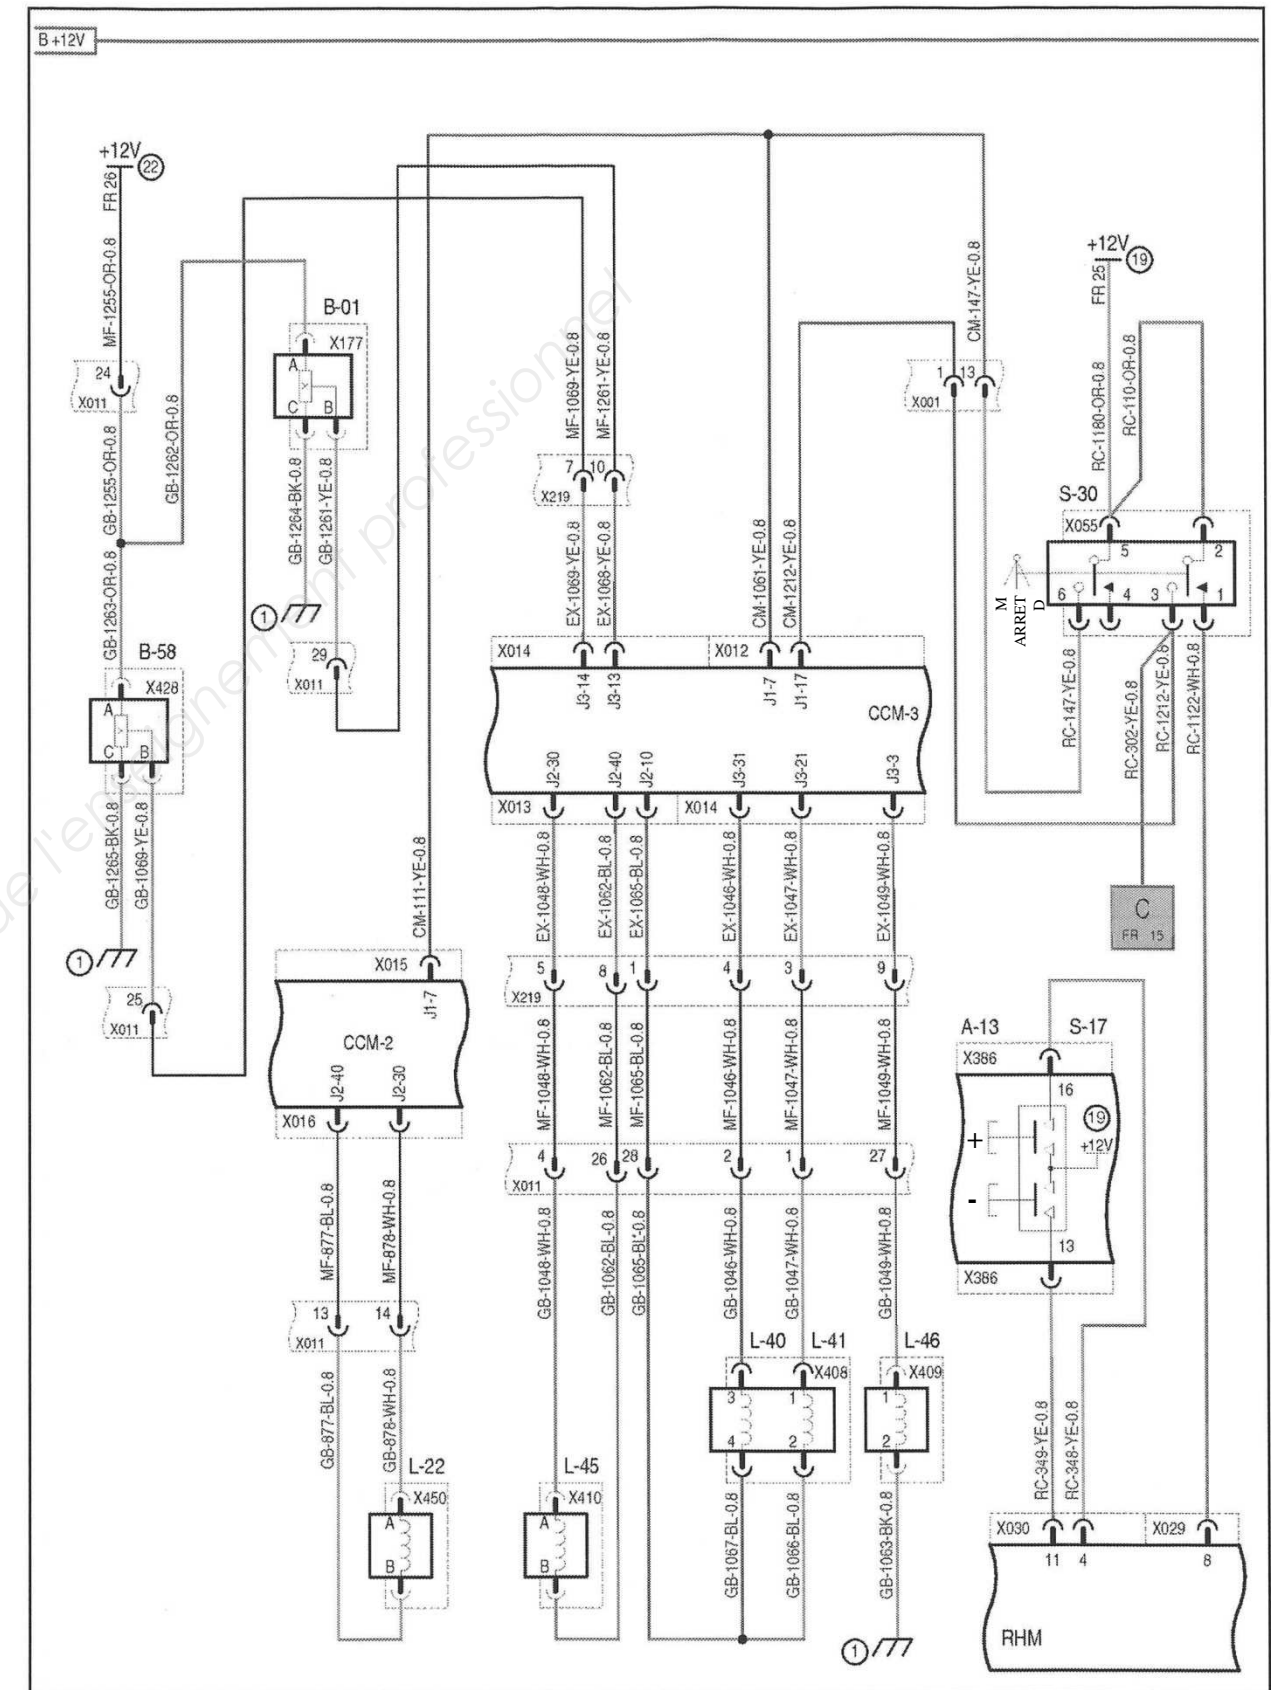 B +12V
+12V
22
FR 26
MF-1255-OR-0.8
24
X011
GB-1255-OR-0.8
GB-1262-OR-0.8
GB-1263-OR-0.8
B-01
X177
A
C
B
GB-1264-BK-0.8
GB-1261-YE-0.8
1
29
X011
B-58
X428
A
C
B
GB-1265-BK-0.8
GB-1069-YE-0.8
1
25
X011
MF-1069-YE-0.8
MF-1261-YE-0.8
7
10
X219
EX-1069-YE-0.8
EX-1068-YE-0.8
CM-1061-YE-0.8
CM-1212-YE-0.8
CM-147-YE-0.8
1
13
X001
+12V
19
FR 25
RC-1180-OR-0.8
RC-110-OR-0.8
S-30
X055
5
2
6
4
3
1
M
ARRET
D
RC-147-YE-0.8
RC-302-YE-0.8
RC-1212-YE-0.8
RC-1122-WH-0.8
C
FR 15
X014
X012
J3-14
J3-13
J1-7
J1-17
CCM-3
J2-30
J2-40
J2-10
J3-31
J3-21
J3-3
X013
X014
EX-1048-WH-0.8
EX-1062-BL-0.8
EX-1065-BL-0.8
EX-1046-WH-0.8
EX-1047-WH-0.8
EX-1049-WH-0.8
5
8
1
4
3
9
X219
MF-1048-WH-0.8
MF-1062-BL-0.8
MF-1065-BL-0.8
MF-1046-WH-0.8
MF-1047-WH-0.8
MF-1049-WH-0.8
4
26
28
2
1
27
X011
GB-1048-WH-0.8
GB-1062-BL-0.8
GB-1065-BL-0.8
GB-1046-WH-0.8
GB-1047-WH-0.8
GB-1049-WH-0.8
CM-111-YE-0.8
X015
J1-7
CCM-2
J2-40
J2-30
X016
MF-877-BL-0.8
MF-878-WH-0.8
13
14
X011
GB-877-BL-0.8
GB-878-WH-0.8
L-22
X450
A
B
L-45
X410
A
B
L-40
L-41
X408
3
1
4
2
GB-1067-BL-0.8
GB-1066-BL-0.8
L-46
X409
1
2
GB-1063-BK-0.8
1
A-13
S-17
X386
16
19
+12V
+
-
13
X386
RC-349-YE-0.8
RC-348-YE-0.8
X030
X029
11
4
8
RHM
de l'enseignement professionnel